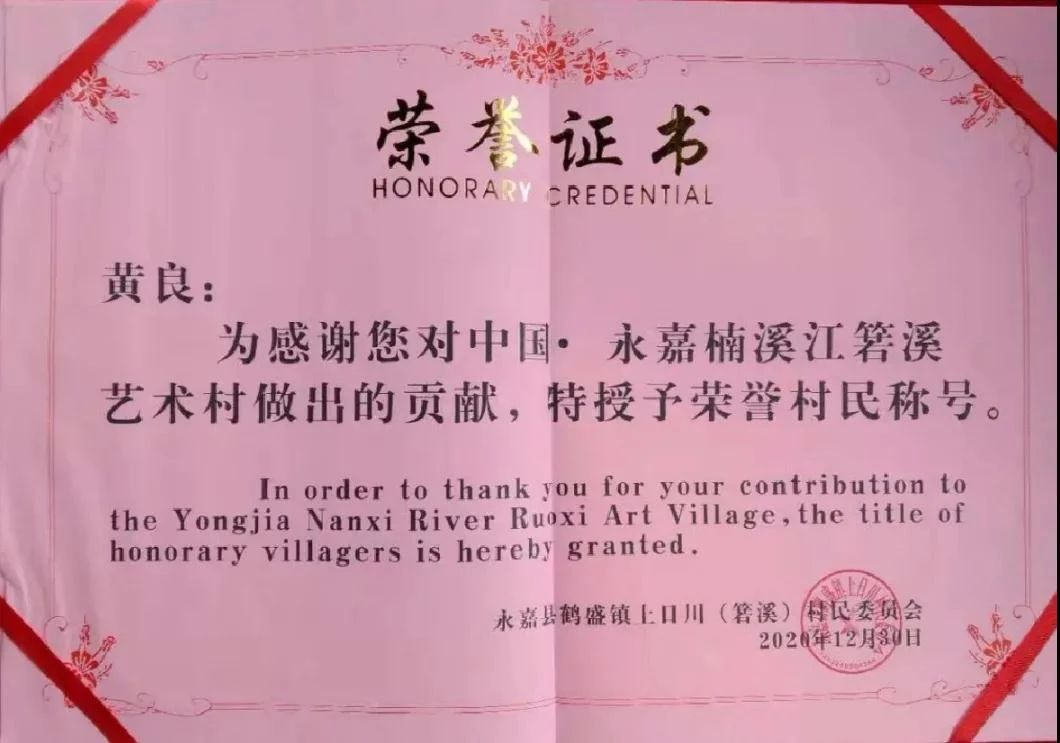 荣誉证书
HONORARY CREDENTIAL
黄良：
为感谢您对中国·永嘉楠溪江箬溪
艺术村做出的贡献，特授予荣誉村民称号。
In order to thank you for your contribution to
the Yongjia Nanxi River Ruoxi Art Village,the title of
honorary villagers is hereby granted.
永嘉县鹤盛镇上日川（箬溪）村民委员会
2020年12月30日